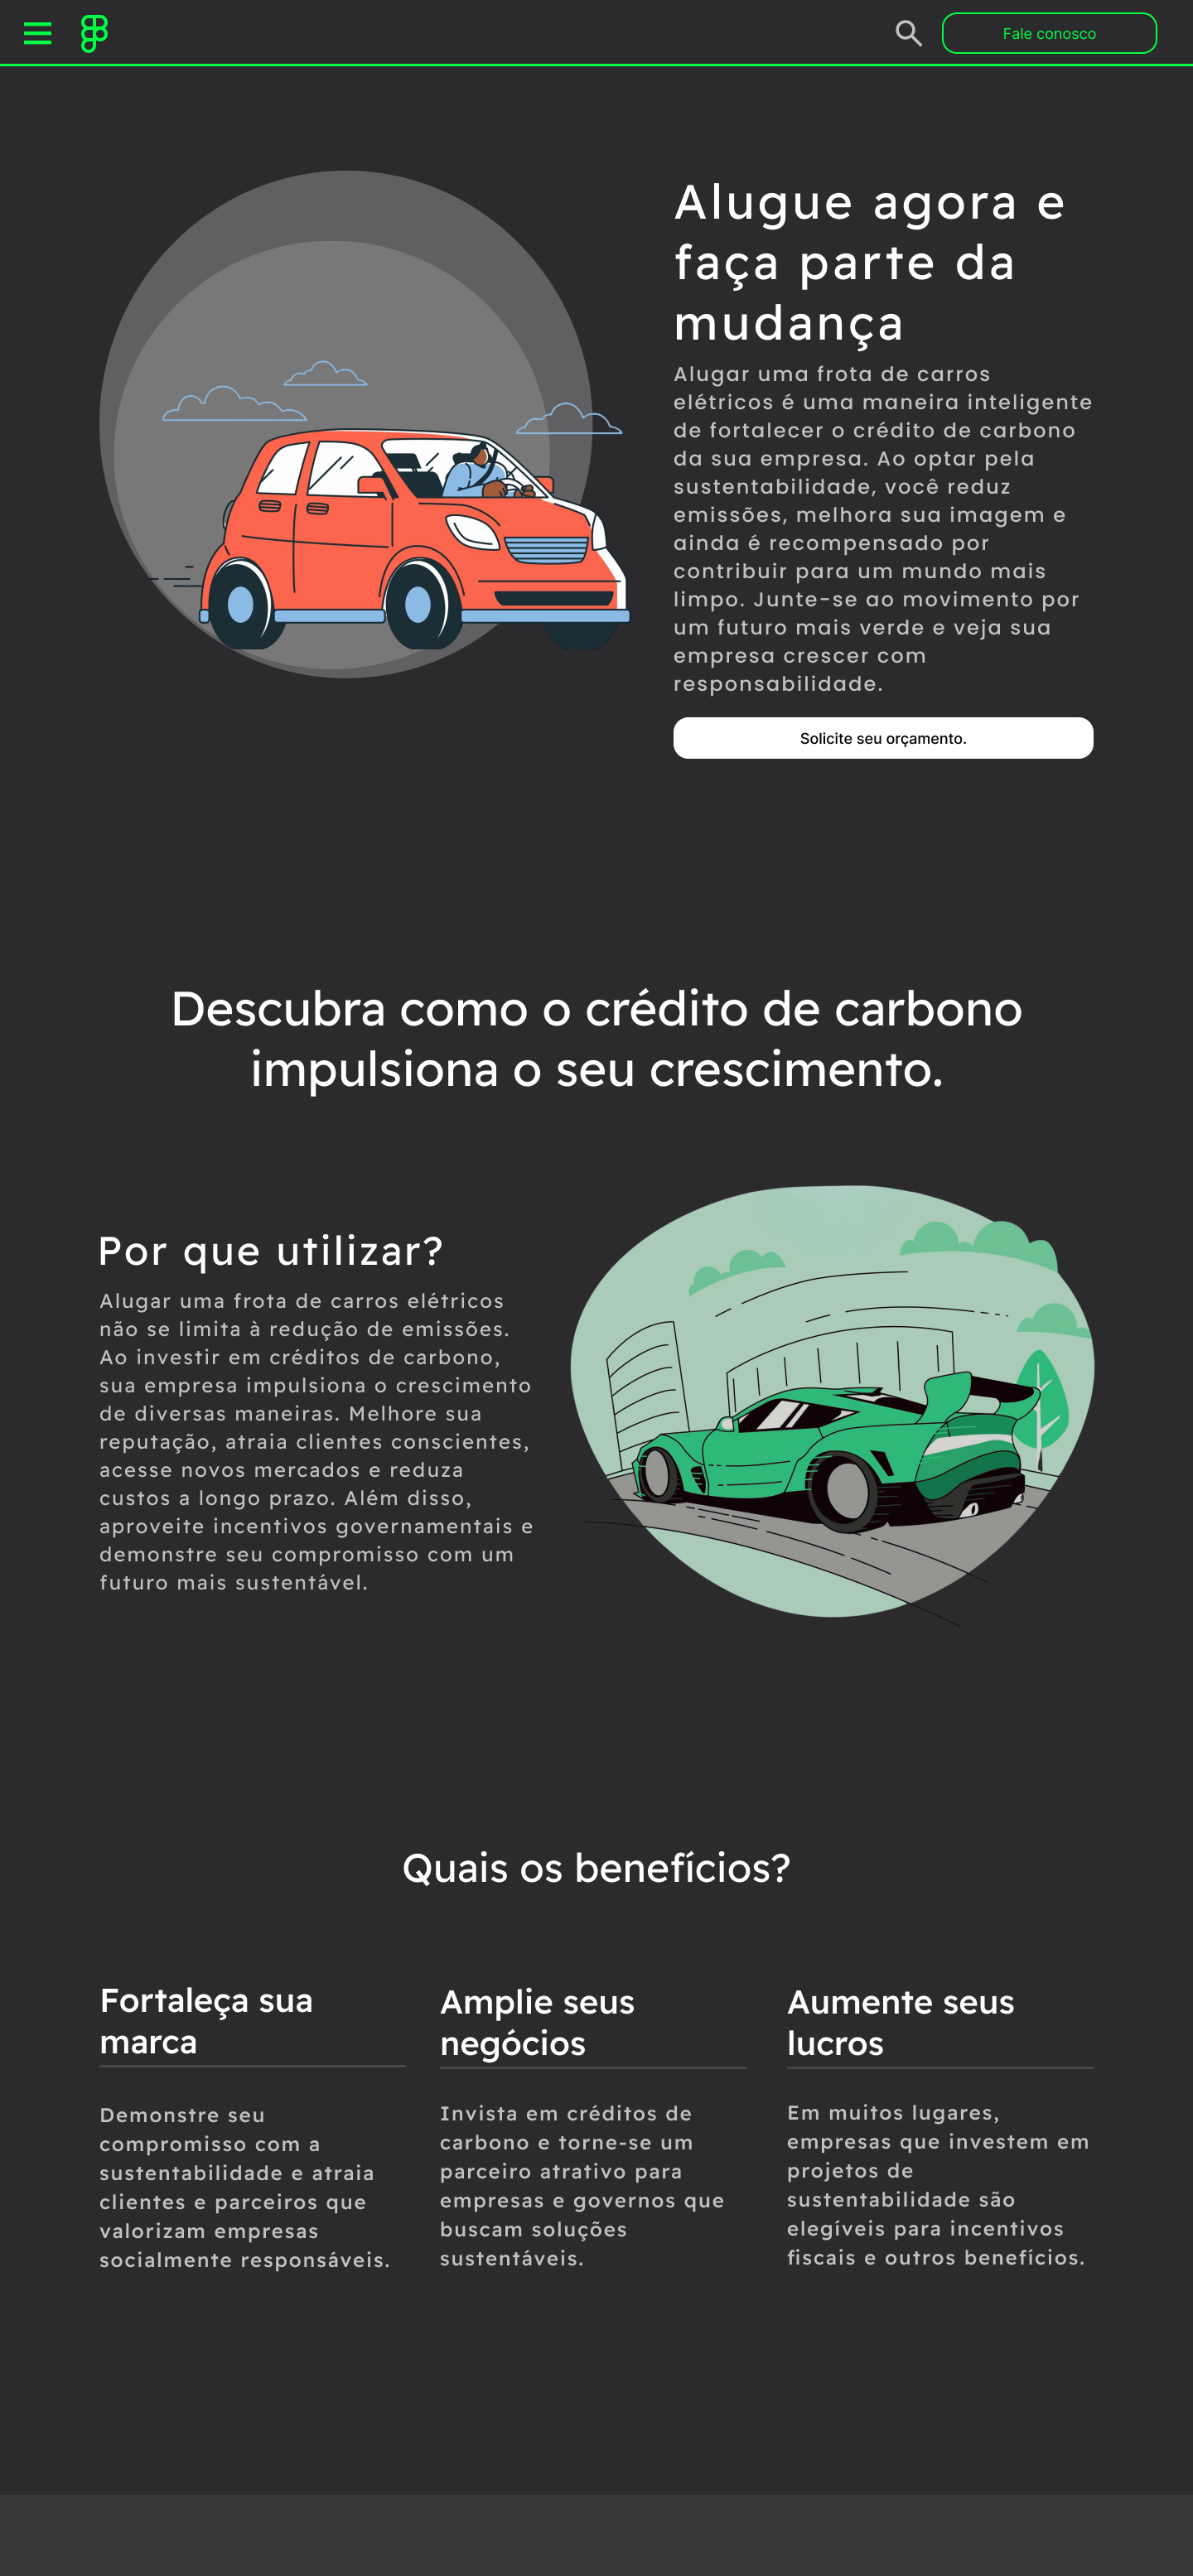 Fale conosco
Alugue agora e
faça parte da
mudança
Alugar uma frota de carros
elétricos é uma maneira inteligente
de fortalecer o crédito de carbono
da sua empresa. Ao optar pela
sustentabilidade, você reduz
emissões, melhora sua imagem e
ainda é recompensado por
contribuir para um mundo mais
limpo. Junte-se ao movimento por
um futuro mais verde e veja sua
empresa crescer com
responsabilidade.
Solicite seu orçamento.
Descubra como o crédito de carbono
impulsiona o seu crescimento.
Por que utilizar?
Alugar uma frota de carros elétricos
não se limita à redução de emissões.
Ao investir em créditos de carbono,
sua empresa impulsiona o crescimento
de diversas maneiras. Melhore sua
reputação, atraia clientes conscientes,
acesse novos mercados e reduza
custos a longo prazo. Além disso,
aproveite incentivos governamentais e
demonstre seu compromisso com um
futuro mais sustentável.
Quais os benefícios?
Fortaleça sua
marca
Demonstre seu
compromisso com a
sustentabilidade e atraia
clientes e parceiros que
valorizam empresas
socialmente responsáveis.
Amplie seus
negócios
Invista em créditos de
carbono e torne-se um
parceiro atrativo para
empresas e governos que
buscam soluções
sustentáveis.
Aumente seus
lucros
Em muitos lugares,
empresas que investem em
projetos de
sustentabilidade são
elegíveis para incentivos
fiscais e outros benefícios.